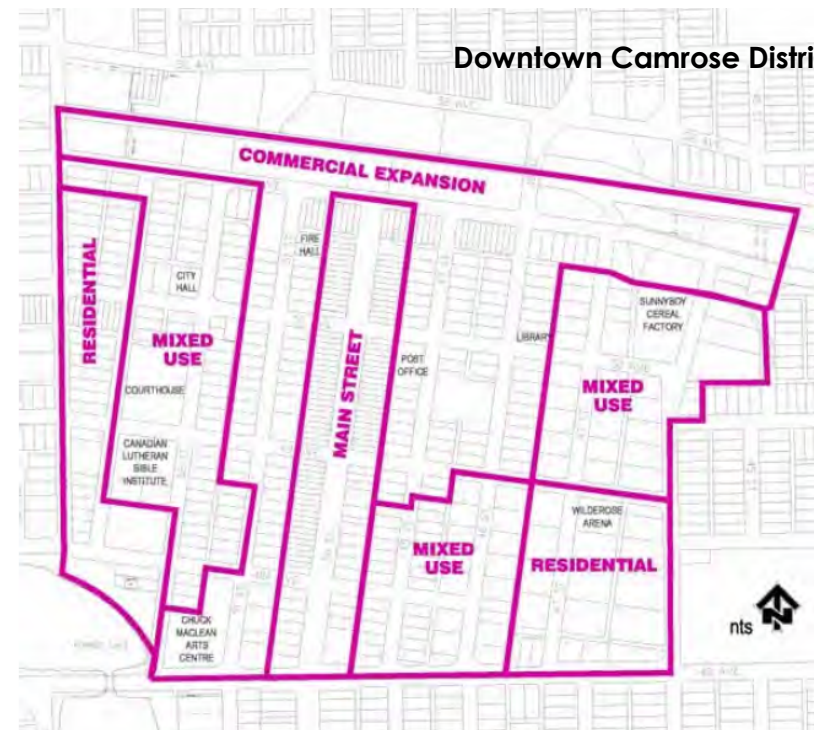 Downtown Camrose Distri
COMMERCIAL EXPANSION
RESIDENTIAL
CITY
HALL
MIXED
USE
COURTHOUSE
CANADIAN
LUTHERAN
BIBLE
INSTITUTE
FIRE
HALL
MAIN STREET
POST
OFFICE
LIBRARY
SUNNYBOY
CEREAL
FACTORY
MIXED
USE
MIXED
USE
WILDEROSE
ARENA
RESIDENTIAL
CHUCK
MACLEAN
ARTS
CENTRE
nts
N